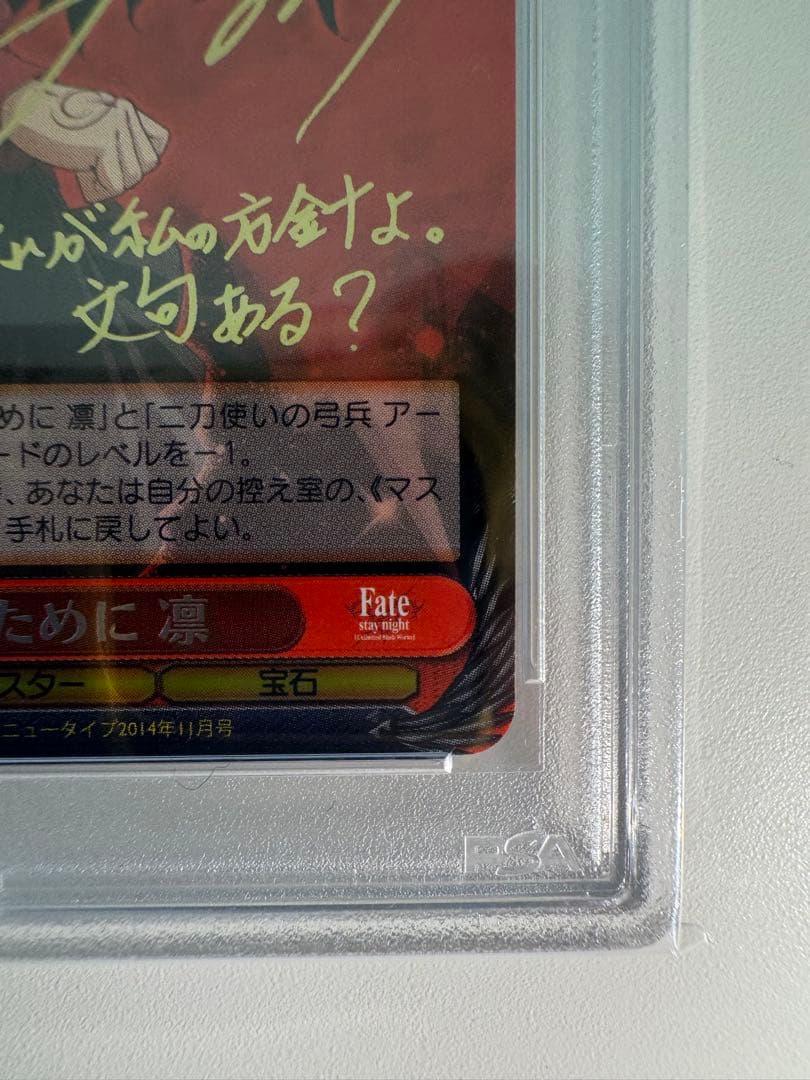 れが私の方針よ。
文句ある?
めに 凛」と「二刀使いの弓兵 アー
ードのレベルを－1。
、あなたは自分の控え室の、《マス
手札に戻してよい。
ために 凛
Fate
stay night
[Unlimited Blade Works]
スター
宝石
ニュータイプ2014年11月号
PSA